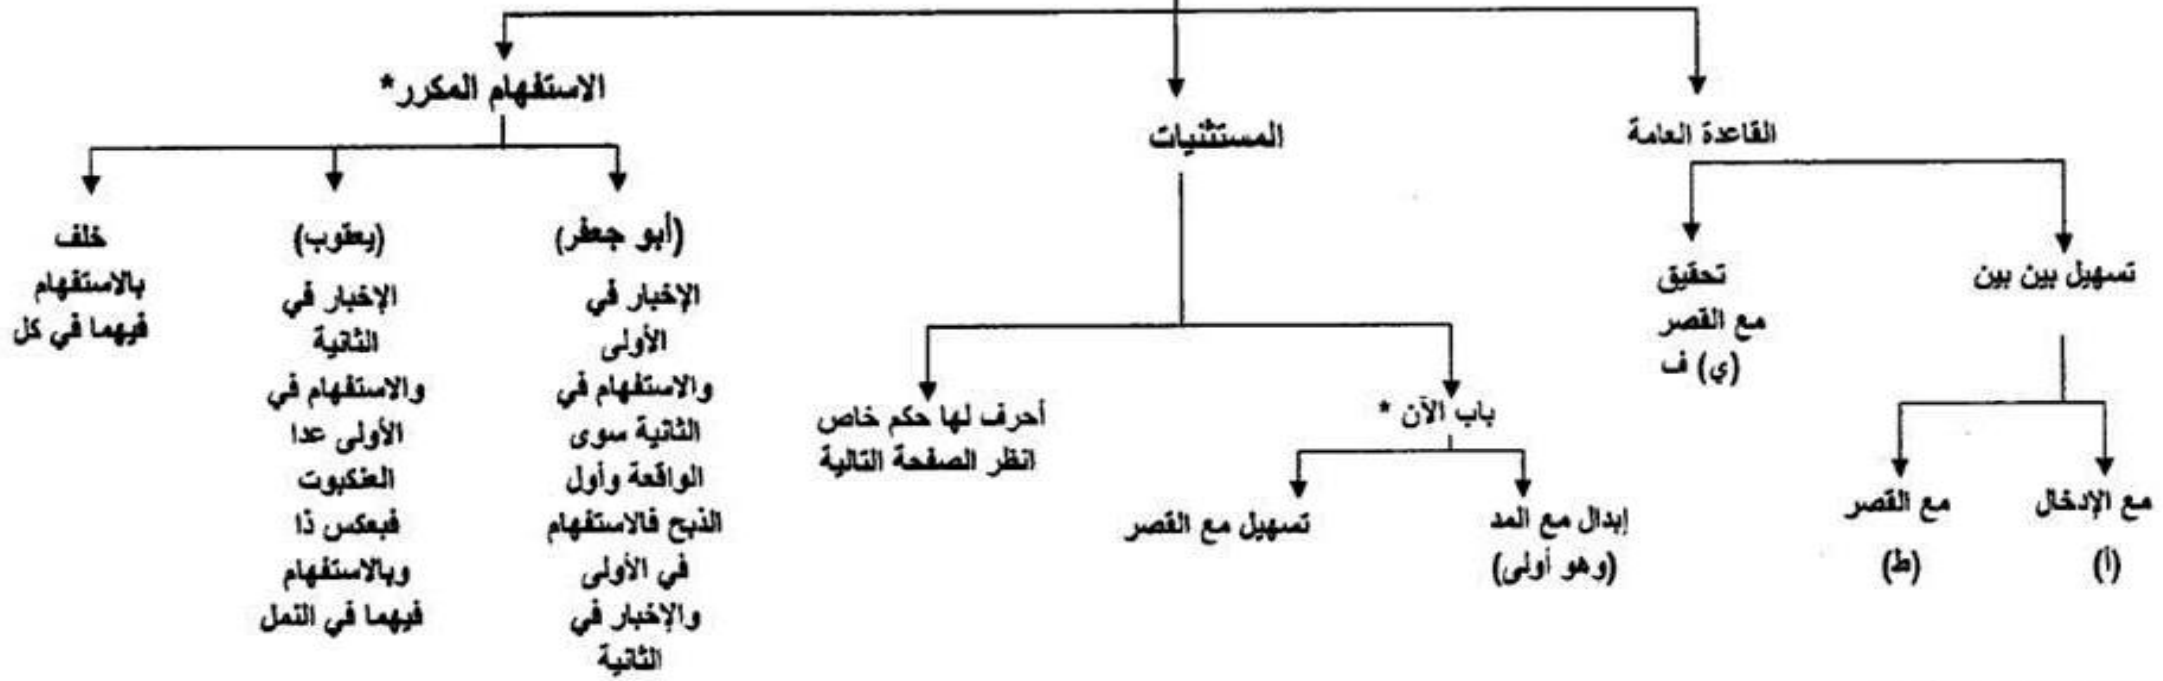 القاعدة العامة
تسهيل بين بين
مع الإدخال
(أ)
مع القصر
(ط)
تحقيق
مع القصر
(ي) ف
المستثنيات
باب الآن *
إبدال مع المد
(وهو أولى)
تسهيل مع القصر
أحرف لها حكم خاص
انظر الصفحة التالية
الاستفهام المكرر*
(أبو جعفر)
الإخبار في
الأولى
والاستفهام في
الثانية سوى
الواقعة وأول
الذبح فالاستفهام
في الأولى
والإخبار في
الثانية
(يعقوب)
الإخبار في
الثانية
والاستفهام في
الأولى عدا
العنكبوت
فبعكس ذا
وبالاستفهام
فيهما في النمل
خلف
بالاستفهام
فيهما في كل